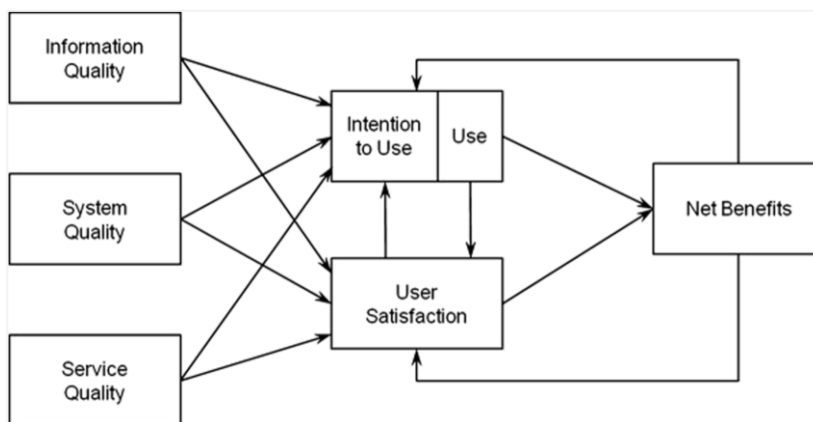 Information
Quality
Intention
to Use
Use
System
Quality
Net Benefits
User
Satisfaction
Service
Quality